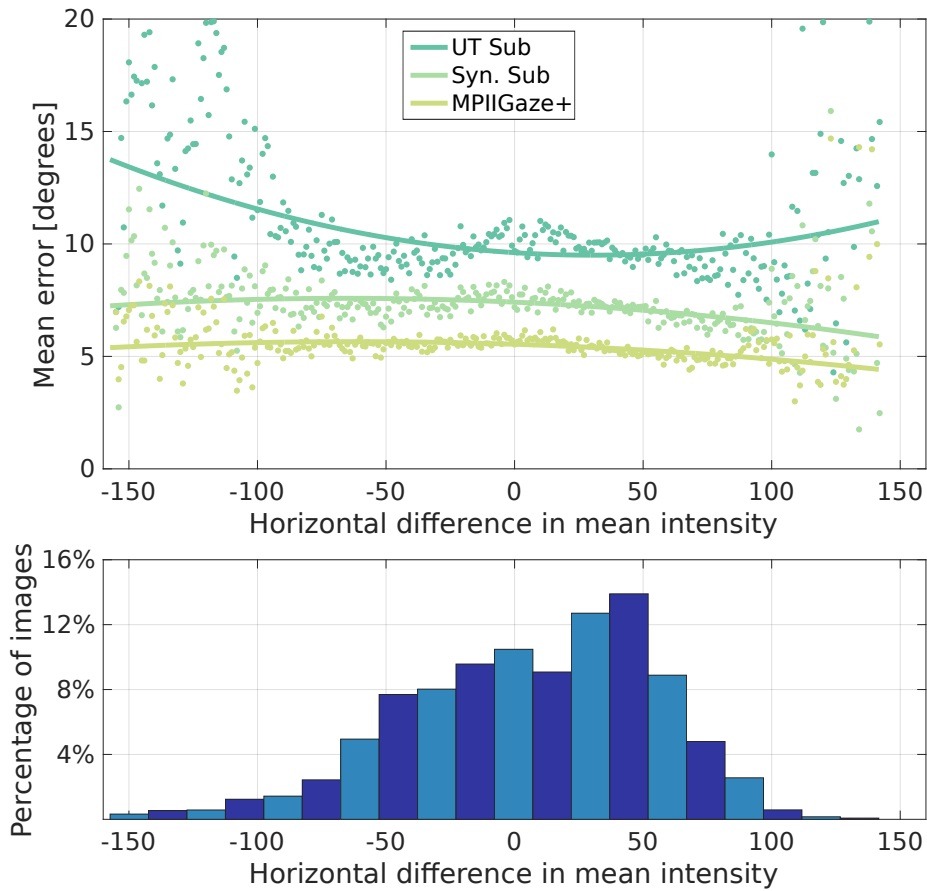 20
15
10
5
0
Mean error [degrees]
UT Sub
Syn. Sub
MPIIGaze+
-150 -100 -50 0 50 100 150
Horizontal difference in mean intensity
16%
12%
8%
4%
Percentage of images
-150 -100 -50 0 50 100 150
Horizontal difference in mean intensity